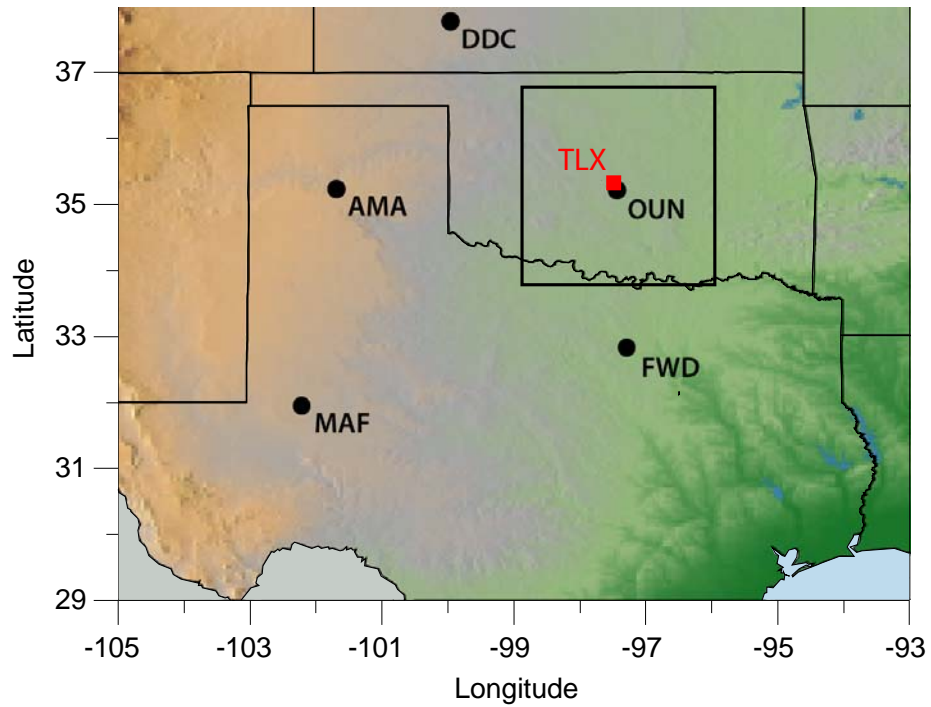 DDC
37
TLX
35
AMA
OUN
Latitude
33
FWD
MAF
31
29
-105
-103
-101
-99
-97
-95
-93
Longitude